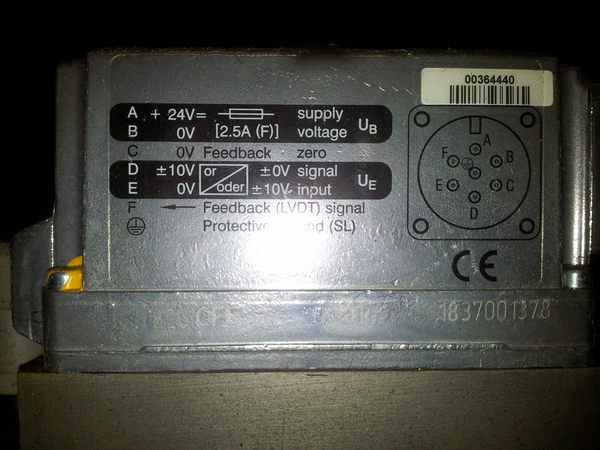 00364440
A + 24V= supply
B 0V [2.5A (F)] voltage UB
C 0V Feedback zero
D ±10V or ±0V signal
E 0V oder ±10V input UE
F ← Feedback (LVDT) signal
Protective (SL)
A
F B
E C
D
CE
1837001378